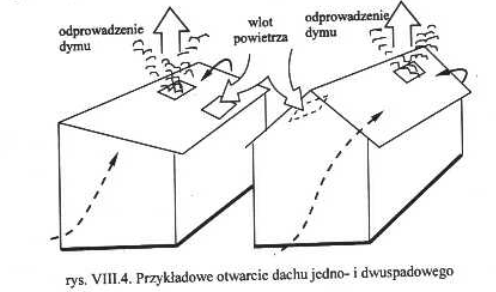 odprowadzenie
dymu
wlot
powietrza
odprowadzenie
dymu
rys. VIII.4. Przykładowe otwarcie dachu jedno- i dwuspadowego